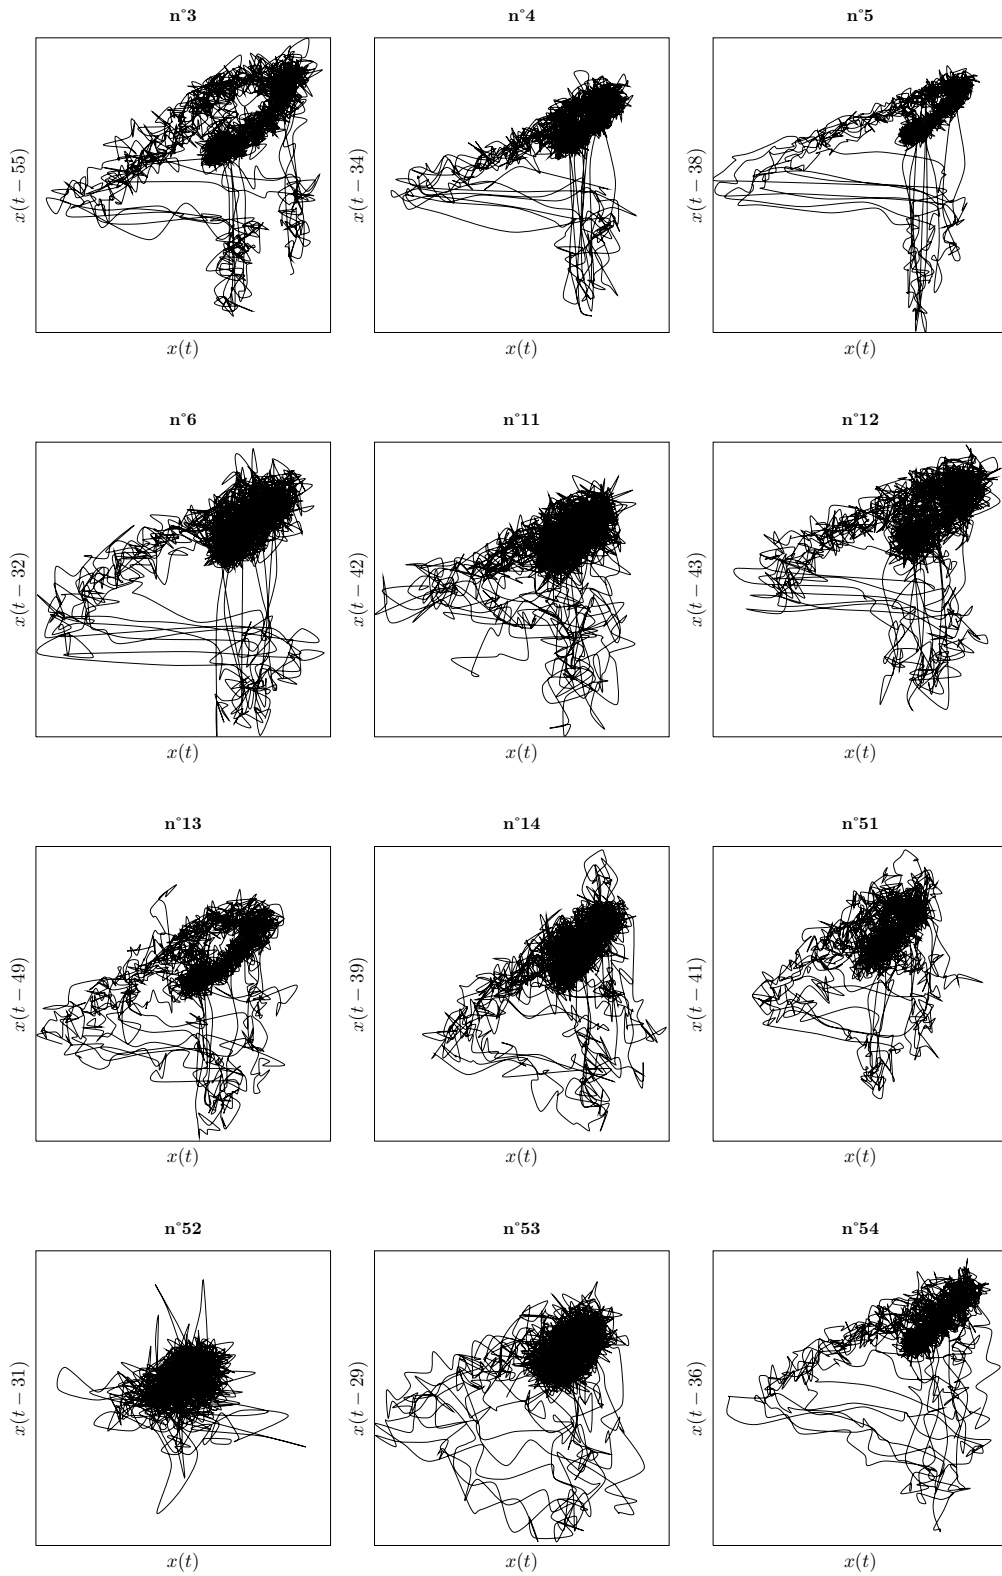 n°3 n°4 n°5
x(t − 55) x(t − 34) x(t − 38)
x(t) x(t) x(t)
n°6 n°11 n°12
x(t − 32) x(t − 42) x(t − 43)
x(t) x(t) x(t)
n°13 n°14 n°51
x(t − 49) x(t − 39) x(t − 41)
x(t) x(t) x(t)
n°52 n°53 n°54
x(t − 31) x(t − 29) x(t − 36)
x(t) x(t) x(t)